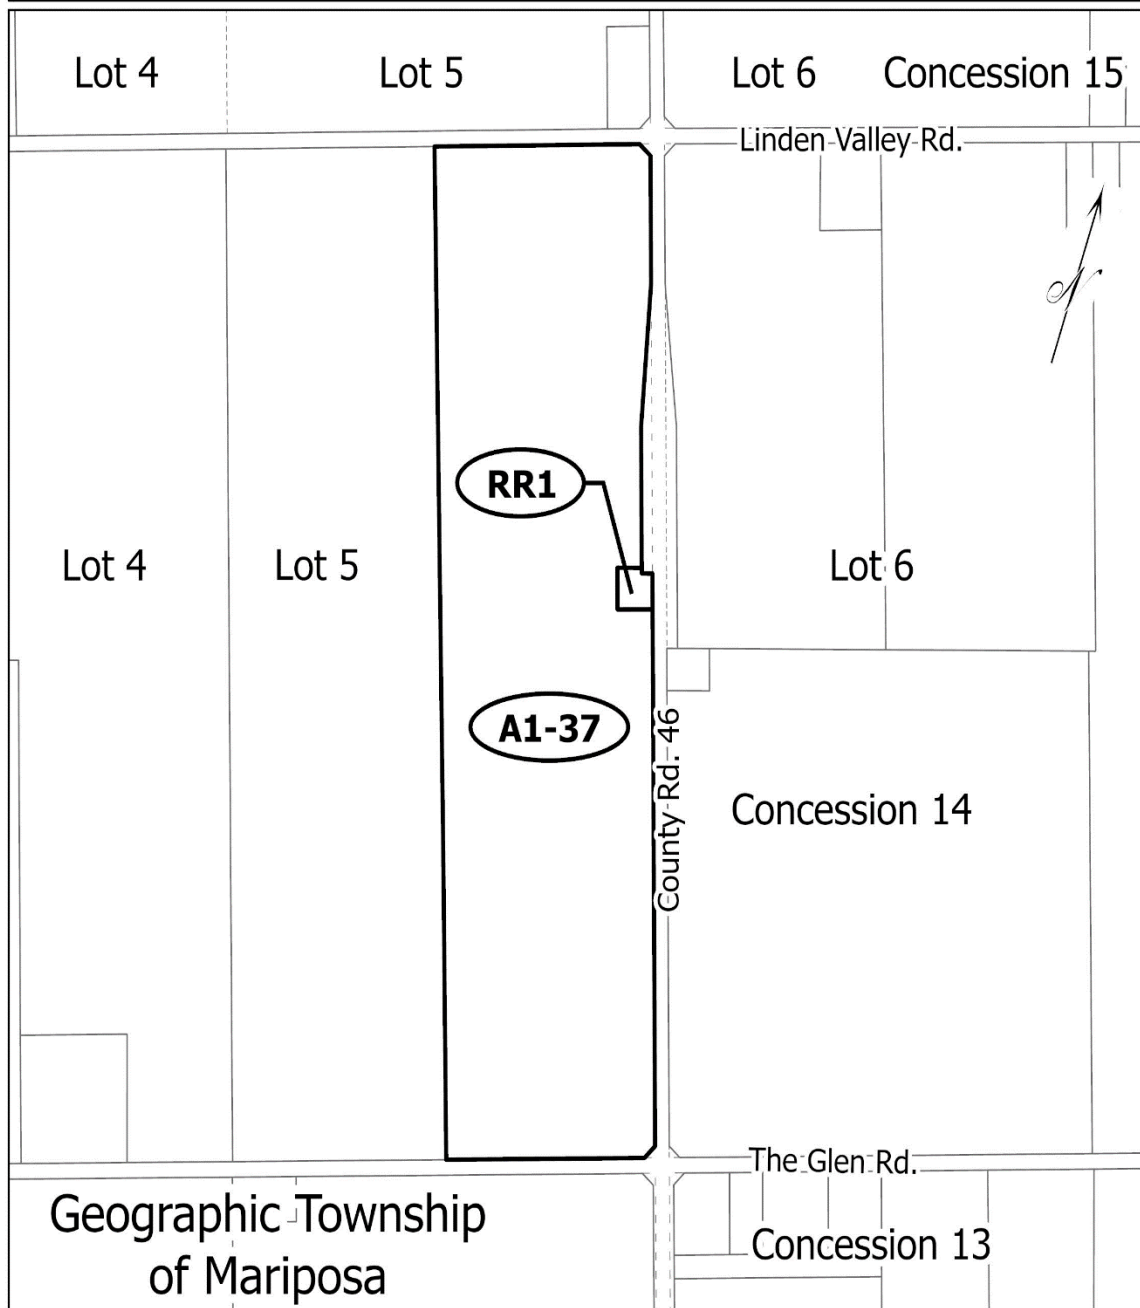 Lot 4
Lot 5
Lot 6
Concession 15
Linden Valley Rd.
N
RR1
Lot 4
Lot 5
Lot 6
A1-37
County Rd. 46
Concession 14
The Glen Rd.
Geographic Township
of Mariposa
Concession 13